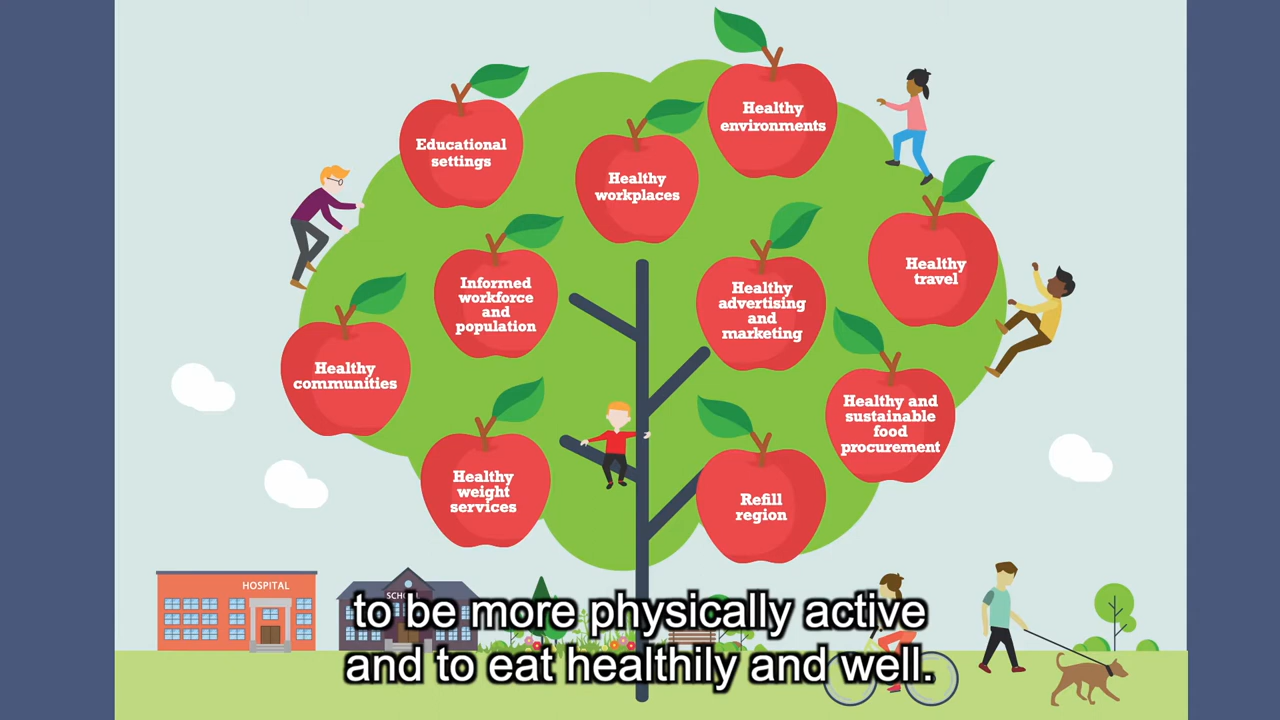 Healthy
environments
Educational
settings
Healthy
workplaces
Healthy
travel
Informed
workforce
and
population
Healthy
advertising
and
marketing
Healthy
communities
Healthy and
sustainable
food
procurement
Healthy
weight
services
Refill
region
HOSPITAL
to be more physically active
and to eat healthily and well.